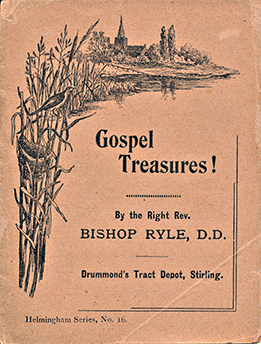 Gospel
Treasures!
By the Right Rev.
BISHOP RYLE, D.D.
Drummond's Tract Depot, Stirling.
Helmingham Series, No. 16.